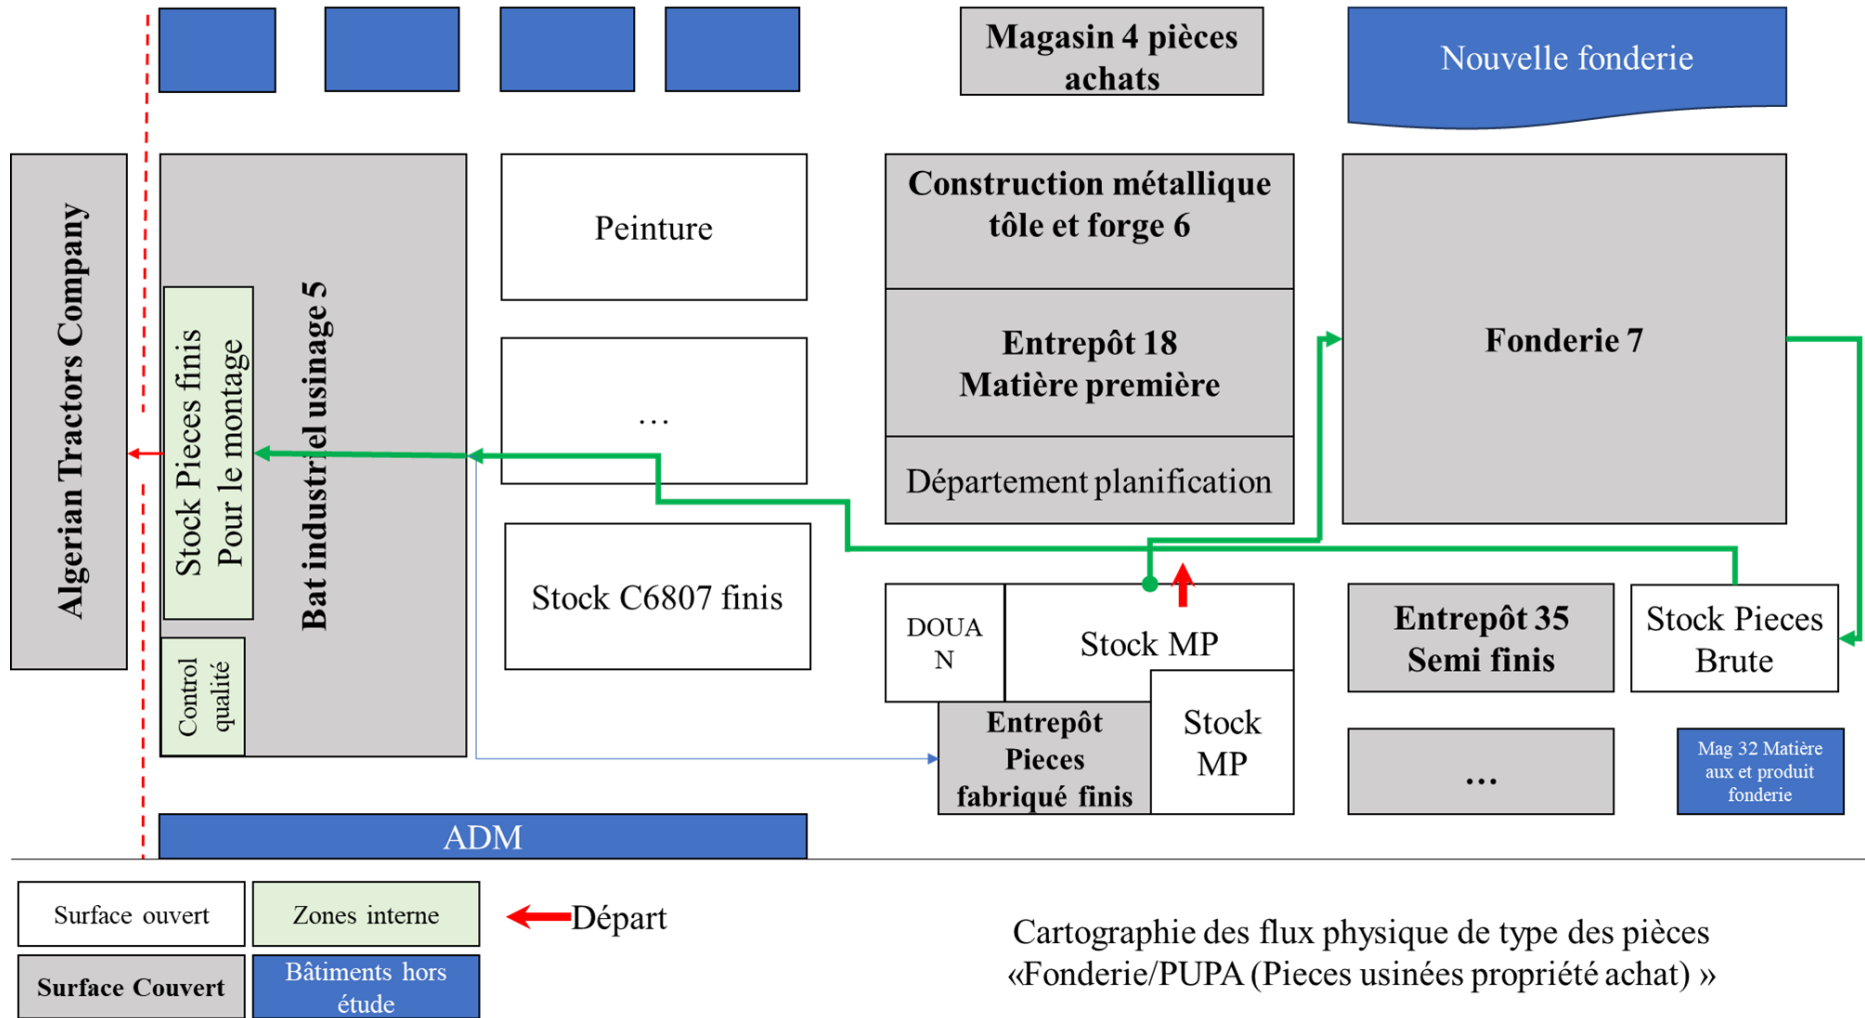 Magasin 4 pièces
achats
Nouvelle fonderie
Algerian Tractors Company
Bat industriel usinage 5
Stock Pieces finis
Pour le montage
Control
qualité
Peinture
…
Stock C6807 finis
Construction métallique
tôle et forge 6
Entrepôt 18
Matière première
Département planification
Fonderie 7
DOUA
N
Stock MP
Entrepôt
Pieces
fabriqué finis
Stock
MP
Entrepôt 35
Semi finis
Stock Pieces
Brute
…
Mag 32 Matière
aux et produit
fonderie
ADM
Surface ouvert
Zones interne
Départ
Surface Couvert
Bâtiments hors
étude
Cartographie des flux physique de type des pièces
«Fonderie/PUPA (Pieces usinées propriété achat) »